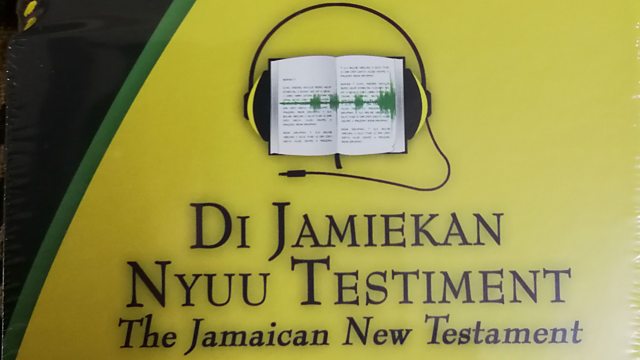 Di Jamiekan
Nyuu Testiment
The Jamaican New Testament